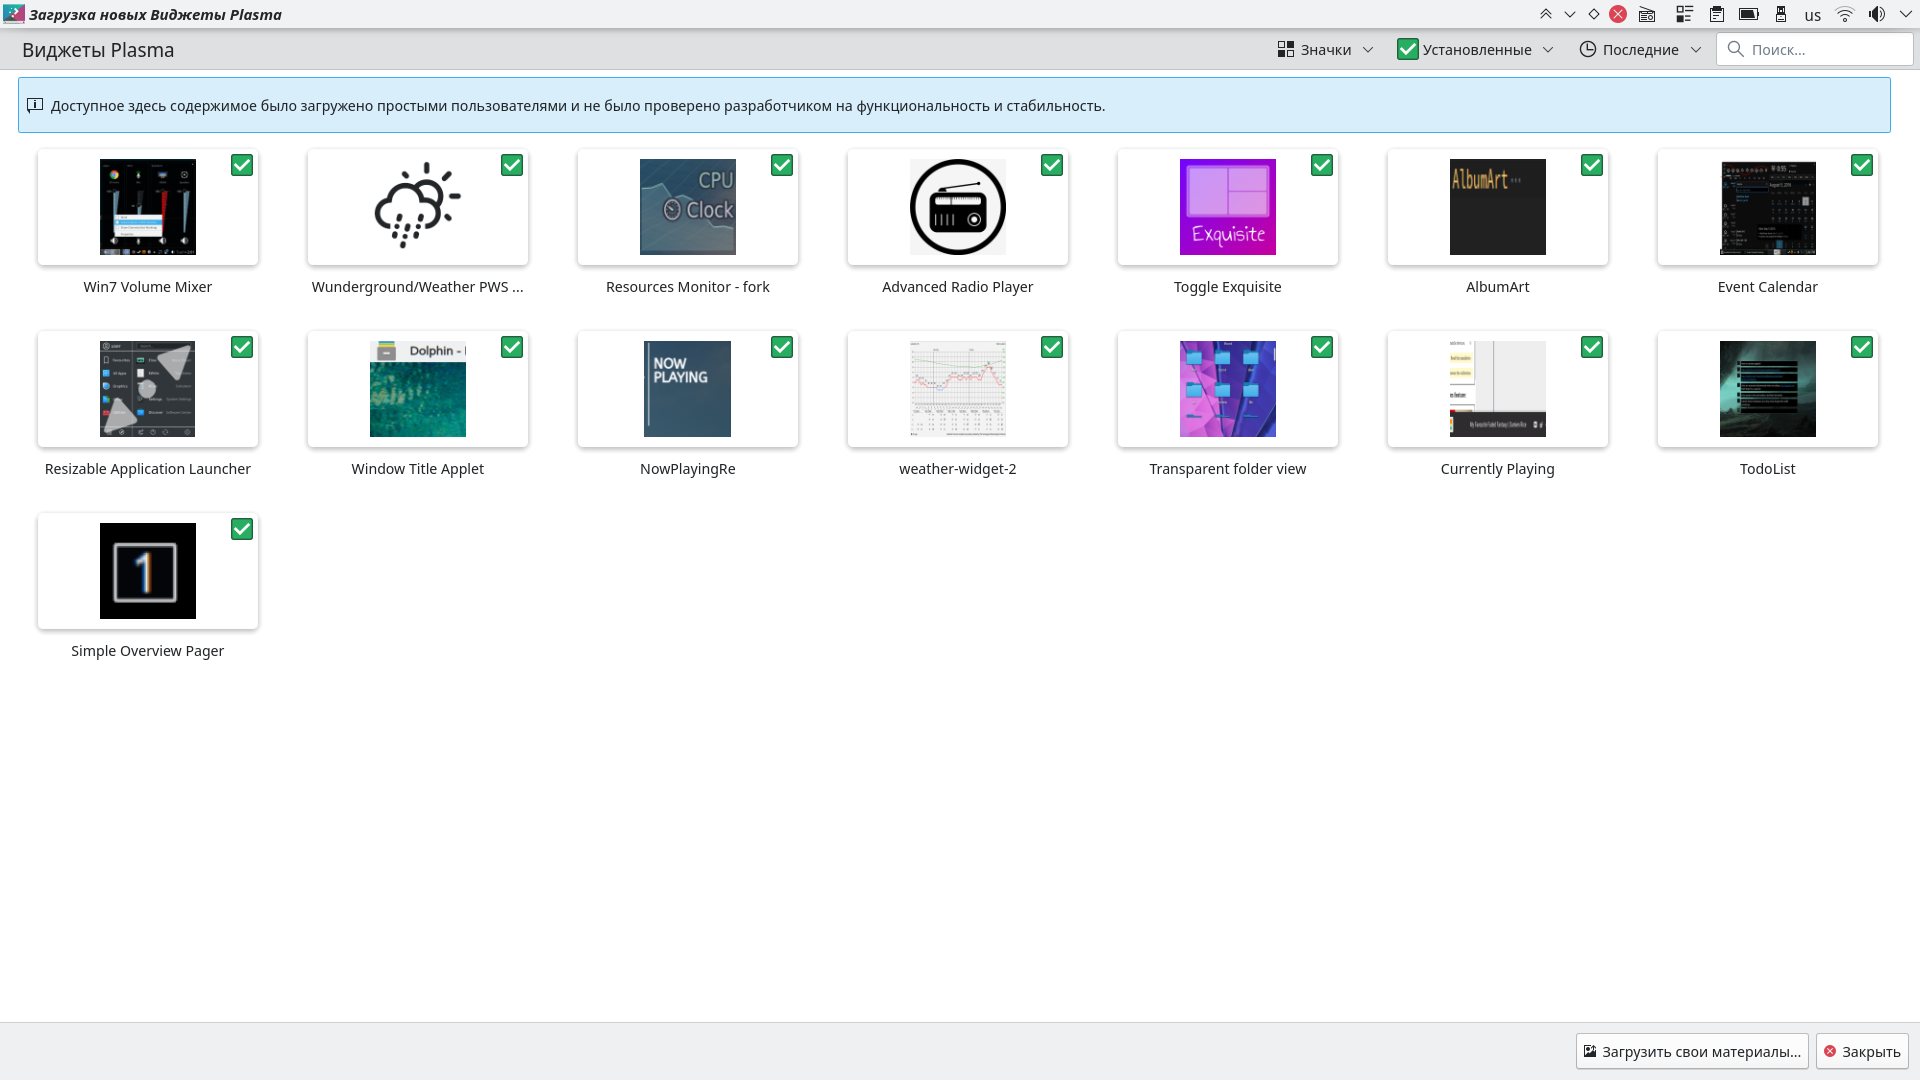 Загрузка новых Виджеты Plasma
us
Виджеты Plasma
Значки
Установленные
Последние
Поиск...
Доступное здесь содержимое было загружено простыми пользователями и не было проверено разработчиком на функциональность и стабильность.
CPU
Clock
Exquisite
AlbumArt
Win7 Volume Mixer
Wunderground/Weather PWS ...
Resources Monitor - fork
Advanced Radio Player
Toggle Exquisite
AlbumArt
Event Calendar
Dolphin -
NOW
PLAYING
Resizable Application Launcher
Window Title Applet
NowPlayingRe
weather-widget-2
Transparent folder view
Currently Playing
TodoList
1
Simple Overview Pager
Загрузить свои материалы...
Закрыть